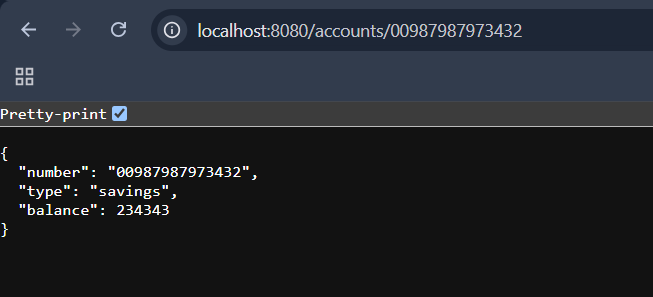 localhost:8080/accounts/00987987973432
Pretty-print
{
  "number": "00987987973432",
  "type": "savings",
  "balance": 234343
}